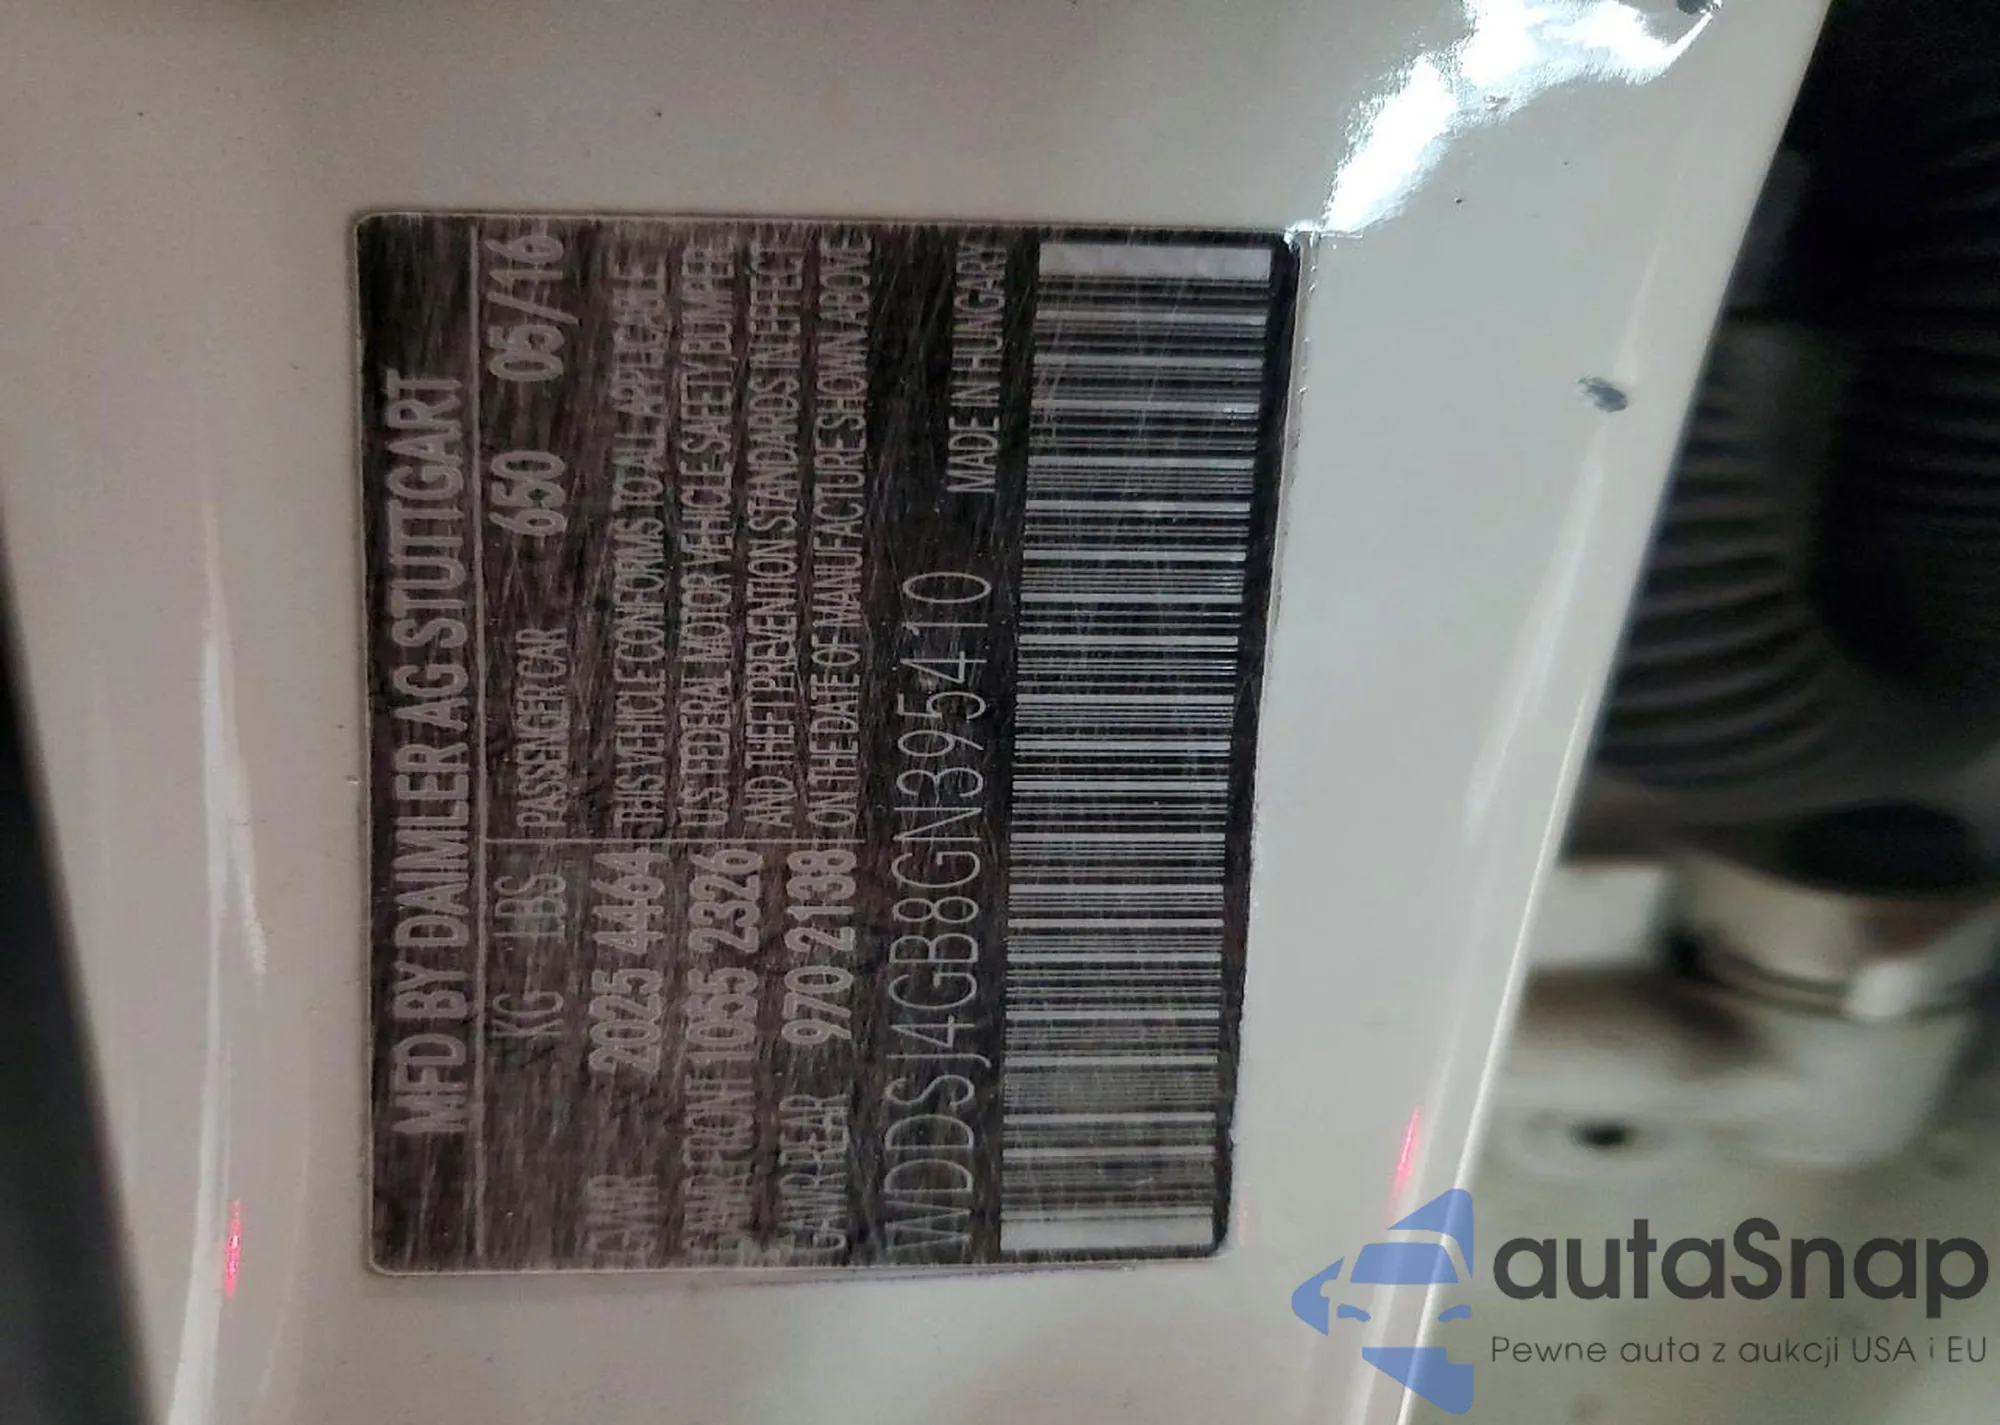 MFD BY DAIMLER AG STUTTGART
KG LBS PASSENGER CAR 650 05/16
GVWR 2025 4464 THIS VEHICLE CONFORMS TO ALL APPLICABLE
GAWR FRONT 1055 2326 U.S. FEDERAL MOTOR VEHICLE SAFETY, BUMPER,
GAWR REAR 970 2138 AND THEFT PREVENTION STANDARDS IN EFFECT
ON THE DATE OF MANUFACTURE SHOWN ABOVE
WDDSJ4GB8GN395410 MADE IN HUNGARY
autaSnap
Pewne auta z aukcji USA i EU